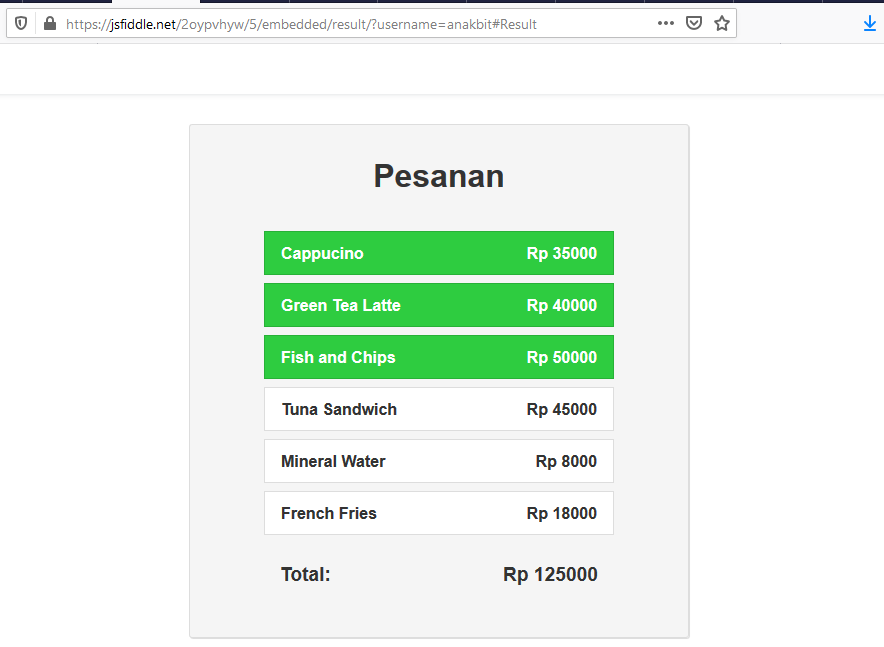 https://jsfiddle.net/2oypvhyw/5/embedded/result/?username=anakbit#Result
Pesanan
Cappucino Rp 35000
Green Tea Latte Rp 40000
Fish and Chips Rp 50000
Tuna Sandwich Rp 45000
Mineral Water Rp 8000
French Fries Rp 18000
Total: Rp 125000